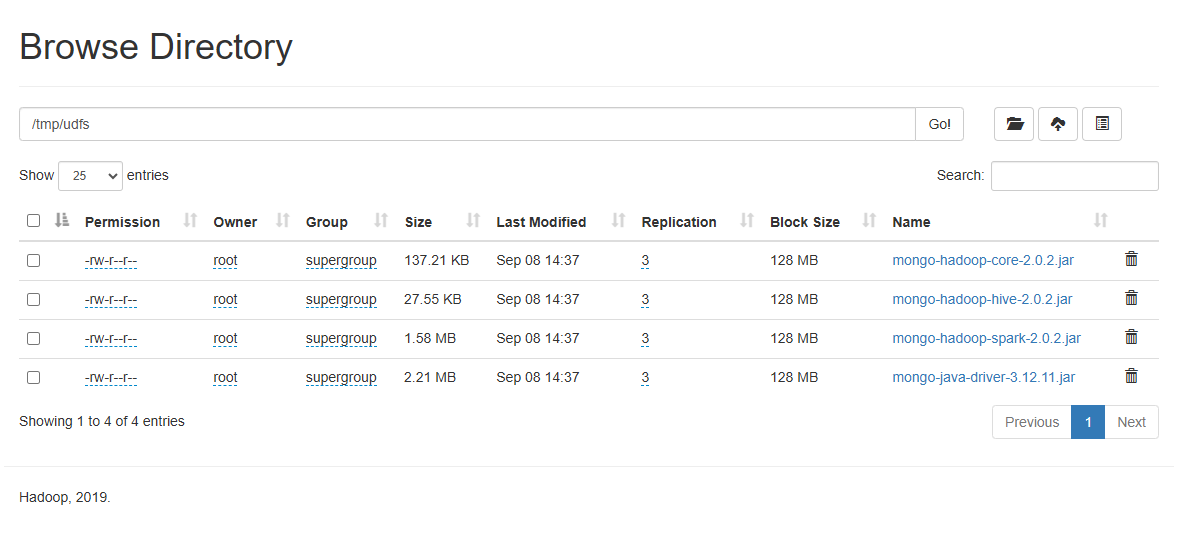 Browse Directory
/tmp/udfs Go!
Show 25 entries Search:
Permission Owner Group Size Last Modified Replication Block Size Name
-rw-r--r-- root supergroup 137.21 KB Sep 08 14:37 3 128 MB mongo-hadoop-core-2.0.2.jar
-rw-r--r-- root supergroup 27.55 KB Sep 08 14:37 3 128 MB mongo-hadoop-hive-2.0.2.jar
-rw-r--r-- root supergroup 1.58 MB Sep 08 14:37 3 128 MB mongo-hadoop-spark-2.0.2.jar
-rw-r--r-- root supergroup 2.21 MB Sep 08 14:37 3 128 MB mongo-java-driver-3.12.11.jar
Showing 1 to 4 of 4 entries Previous 1 Next
Hadoop, 2019.